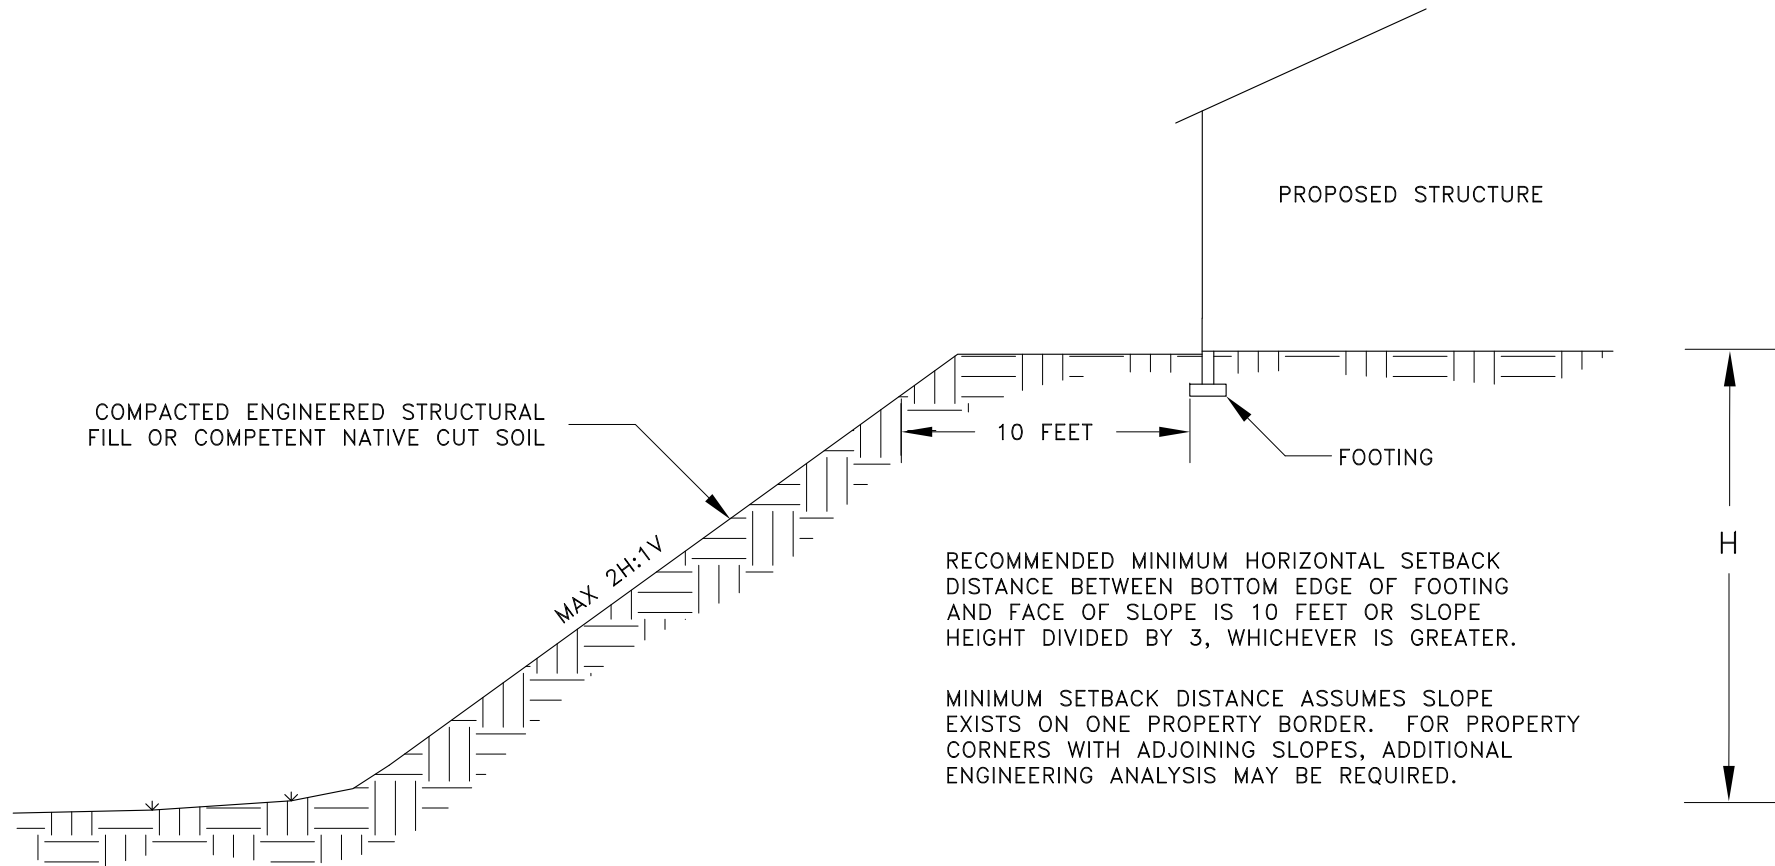 PROPOSED STRUCTURE
COMPACTED ENGINEERED STRUCTURAL
FILL OR COMPETENT NATIVE CUT SOIL
10 FEET
FOOTING
MAX 2H:1V
H
RECOMMENDED MINIMUM HORIZONTAL SETBACK
DISTANCE BETWEEN BOTTOM EDGE OF FOOTING
AND FACE OF SLOPE IS 10 FEET OR SLOPE
HEIGHT DIVIDED BY 3, WHICHEVER IS GREATER.
MINIMUM SETBACK DISTANCE ASSUMES SLOPE
EXISTS ON ONE PROPERTY BORDER. FOR PROPERTY
CORNERS WITH ADJOINING SLOPES, ADDITIONAL
ENGINEERING ANALYSIS MAY BE REQUIRED.